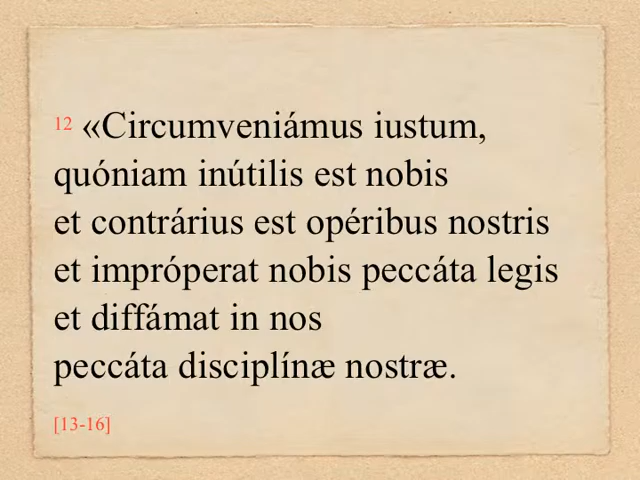 12 «Circumveniámus iustum,
quóniam inútilis est nobis
et contrárius est opéribus nostris
et impróperat nobis peccáta legis
et diffámat in nos
peccáta disciplínæ nostræ.
[13-16]